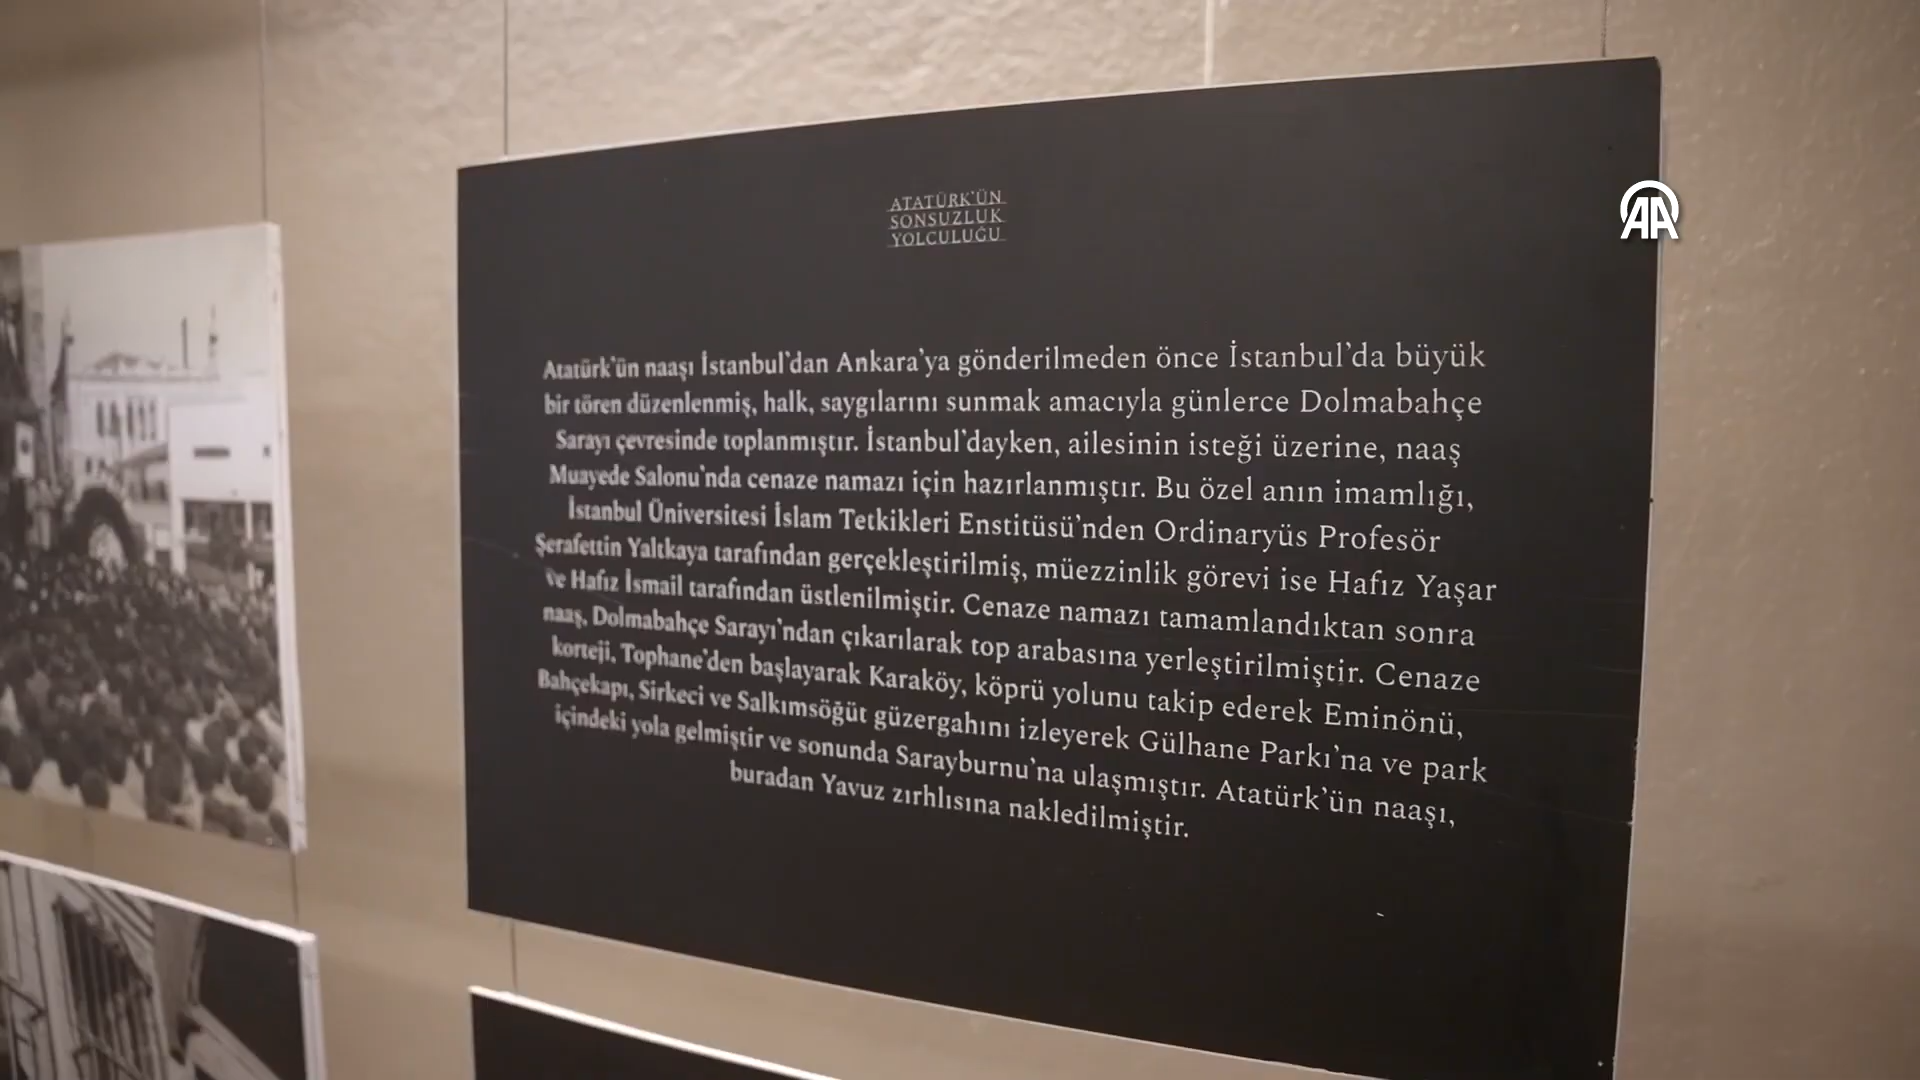 ATATÜRK'ÜN
SONSUZLUK
YOLCULUĞU
Atatürk'ün naaşı İstanbul'dan Ankara'ya gönderilmeden önce İstanbul'da büyük
bir tören düzenlenmiş, halk, saygılarını sunmak amacıyla günlerce Dolmabahçe
Sarayı çevresinde toplanmıştır. İstanbul'dayken, ailesinin isteği üzerine, naaş
Muayede Salonu'nda cenaze namazı için hazırlanmıştır. Bu özel anın imamlığı,
İstanbul Üniversitesi İslam Tetkikleri Enstitüsü'nden Ordinaryüs Profesör
Şerafettin Yaltkaya tarafından gerçekleştirilmiş, müezzinlik görevi ise Hafız Yaşar
ve Hafız İsmail tarafından üstlenilmiştir. Cenaze namazı tamamlandıktan sonra
naaş, Dolmabahçe Sarayı'ndan çıkarılarak top arabasına yerleştirilmiştir. Cenaze
korteji, Tophane'den başlayarak Karaköy, köprü yolunu takip ederek Eminönü,
Bahçekapı, Sirkeci ve Salkımsöğüt güzergahını izleyerek Gülhane Parkı'na ve park
içindeki yola gelmiştir ve sonunda Sarayburnu'na ulaşmıştır. Atatürk'ün naaşı,
buradan Yavuz zırhlısına nakledilmiştir.
AA